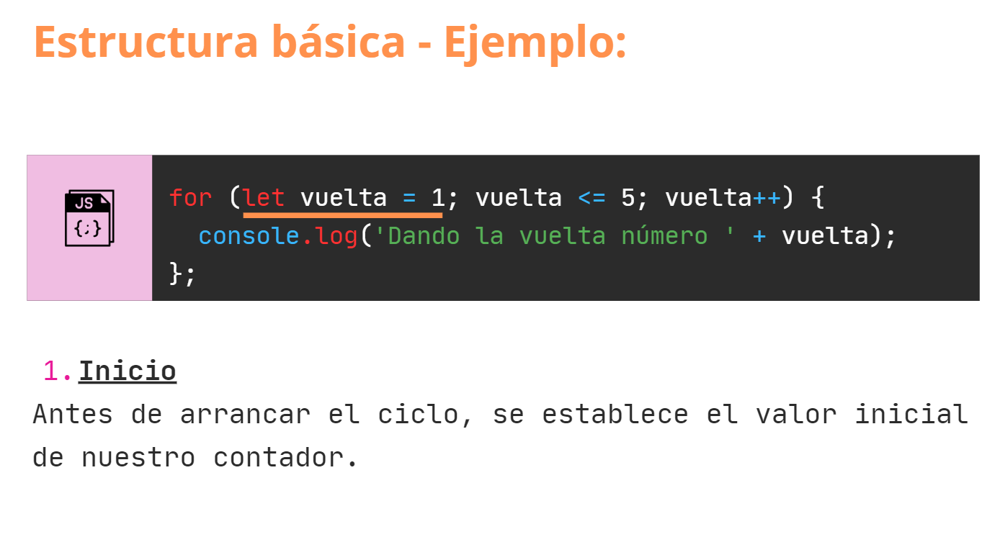 Estructura básica - Ejemplo:
JS
{;}
for (let vuelta = 1; vuelta <= 5; vuelta++) {
  console.log('Dando la vuelta número ' + vuelta);
};
1. Inicio
Antes de arrancar el ciclo, se establece el valor inicial
de nuestro contador.